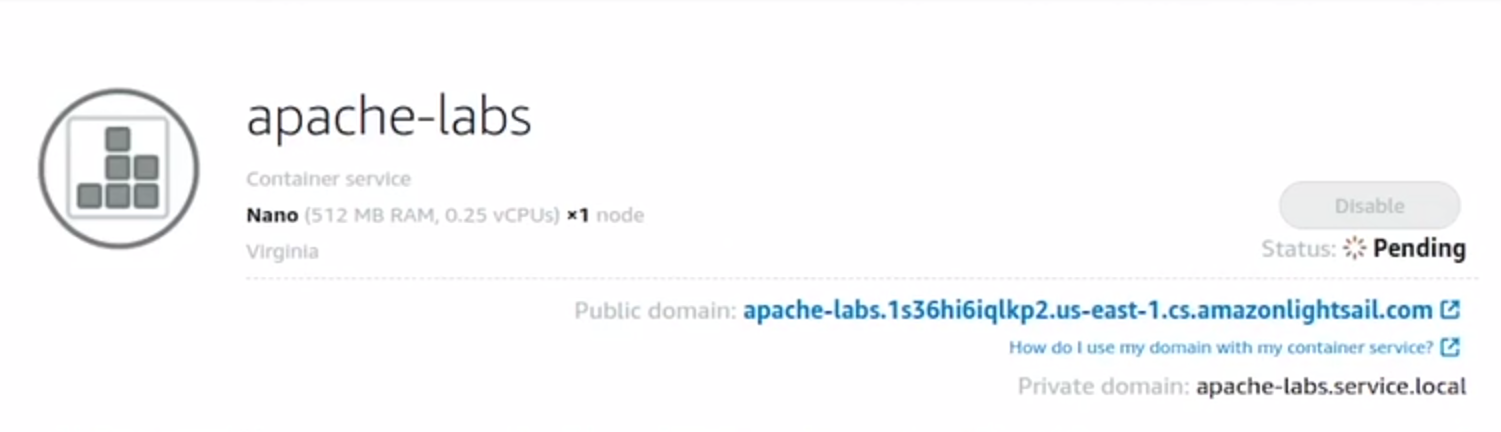 apache-labs
Container service
Nano (512 MB RAM, 0.25 vCPUs) ×1 node
Virginia
Disable
Status: Pending
Public domain: apache-labs.1s36hi6iqlkp2.us-east-1.cs.amazonlightsail.com
How do I use my domain with my container service?
Private domain: apache-labs.service.local